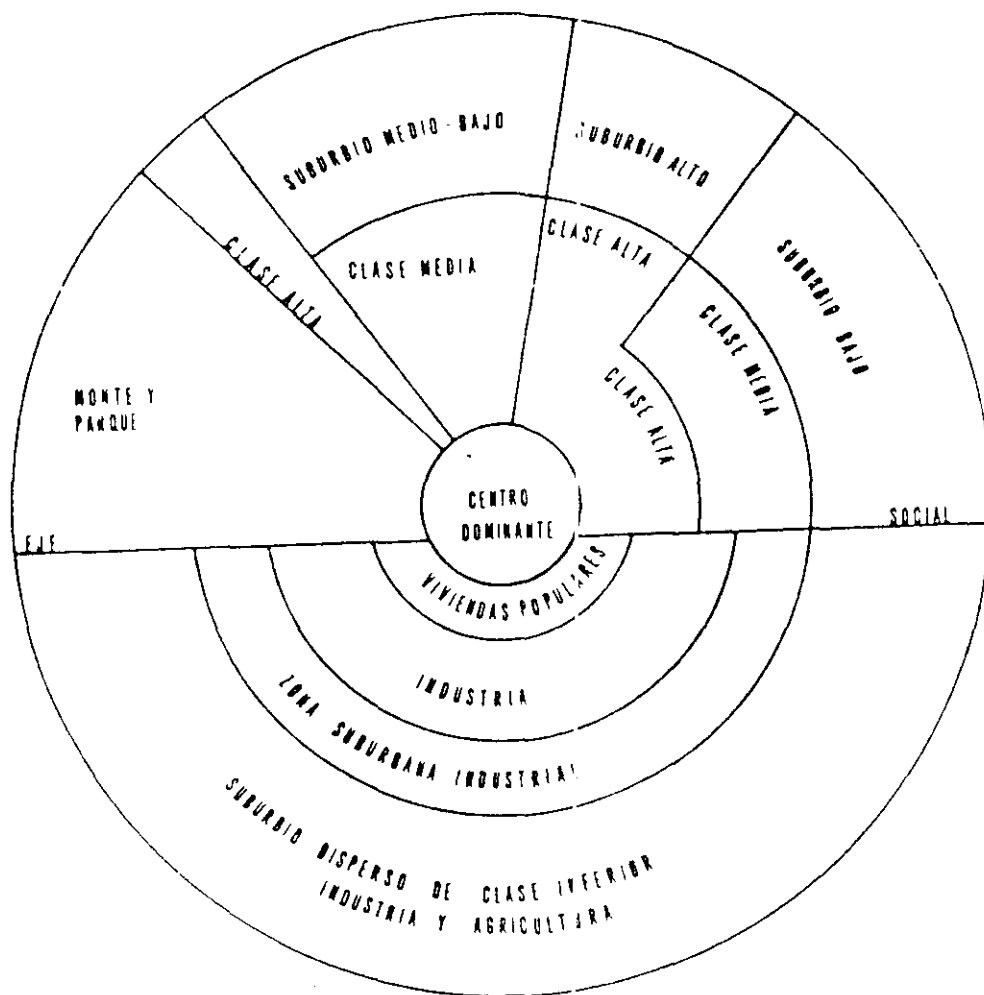 SUBURBIO MEDIO-BAJO
SUBURBIO ALTO
SUBURBIO BAJO
CLASE ALTA
CLASE MEDIA
CLASE ALTA
CLASE MEDIA
CLASE ALTA
MONTE Y
PARQUE
CENTRO
DOMINANTE
EJE
SOCIAL
VIVIENDAS POPULARES
INDUSTRIA
ZONA SUBURBANA INDUSTRIAL
SUBURBIO DISPERSO DE CLASE INFERIOR
INDUSTRIA Y AGRICULTURA